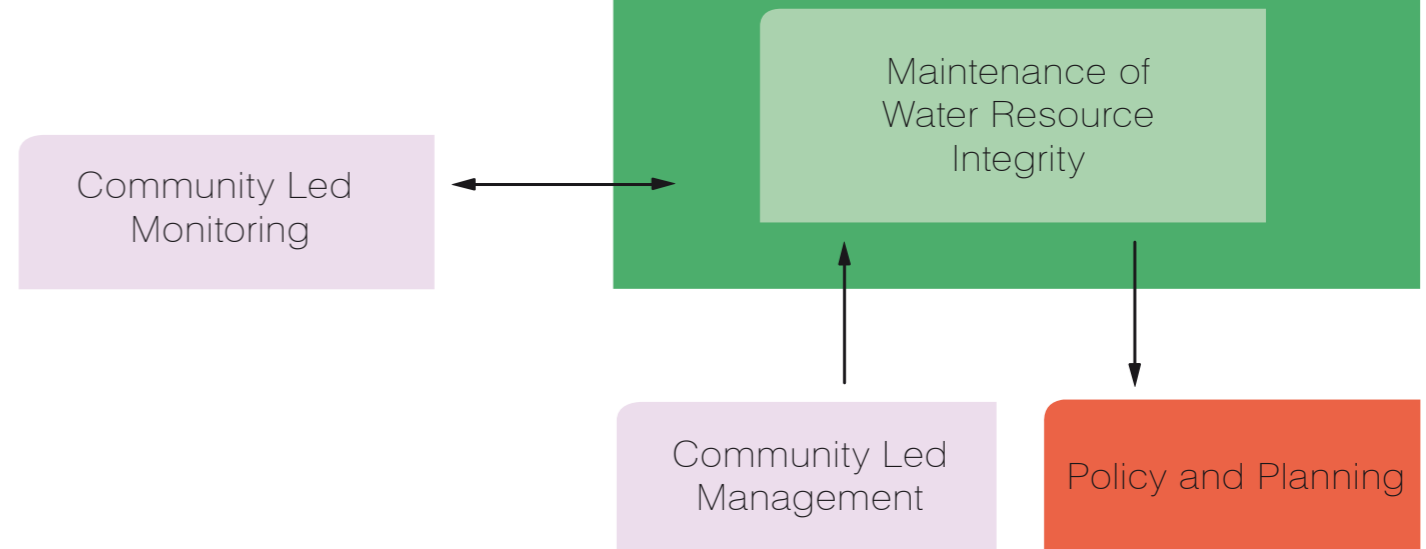 Maintenance of
Water Resource
Integrity
Community Led
Monitoring
Community Led
Management
Policy and Planning